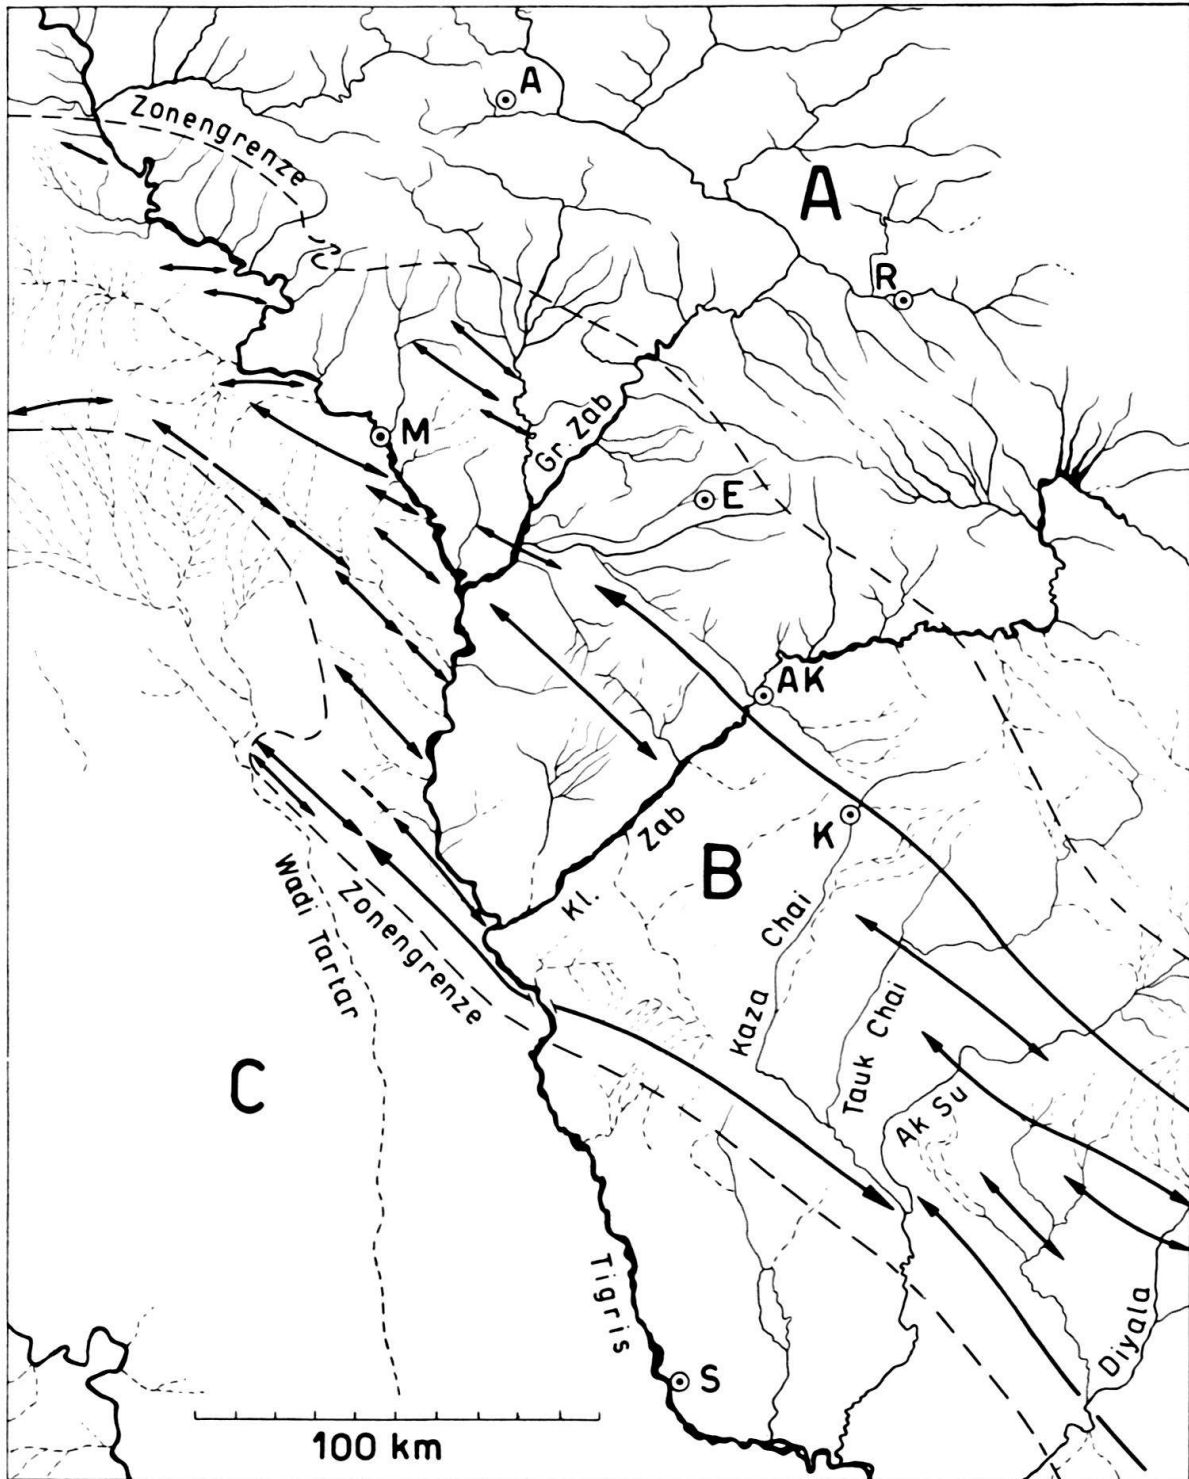 A
Zonengrenze
A
R
M
Gr. Zab
E
AK
K
Kl. Zab
B
Wadi Tartar
Zonengrenze
Kaza Chai
Tauk Chai
Ak Su
C
Tigris
Diyala
S
100 km